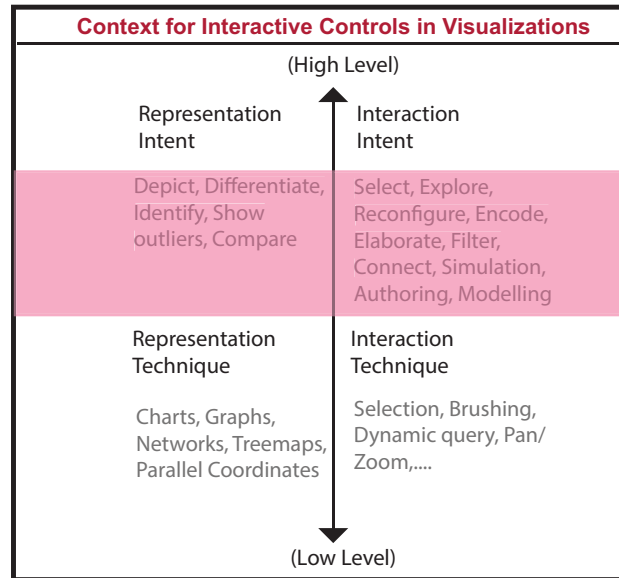 Context for Interactive Controls in Visualizations
(High Level)
Representation
Intent
Depict, Differentiate,
Identify, Show
outliers, Compare
Interaction
Intent
Select, Explore,
Reconfigure, Encode,
Elaborate, Filter,
Connect, Simulation,
Authoring, Modelling
Representation
Technique
Charts, Graphs,
Networks, Treemaps,
Parallel Coordinates
Interaction
Technique
Selection, Brushing,
Dynamic query, Pan/
Zoom,....
(Low Level)